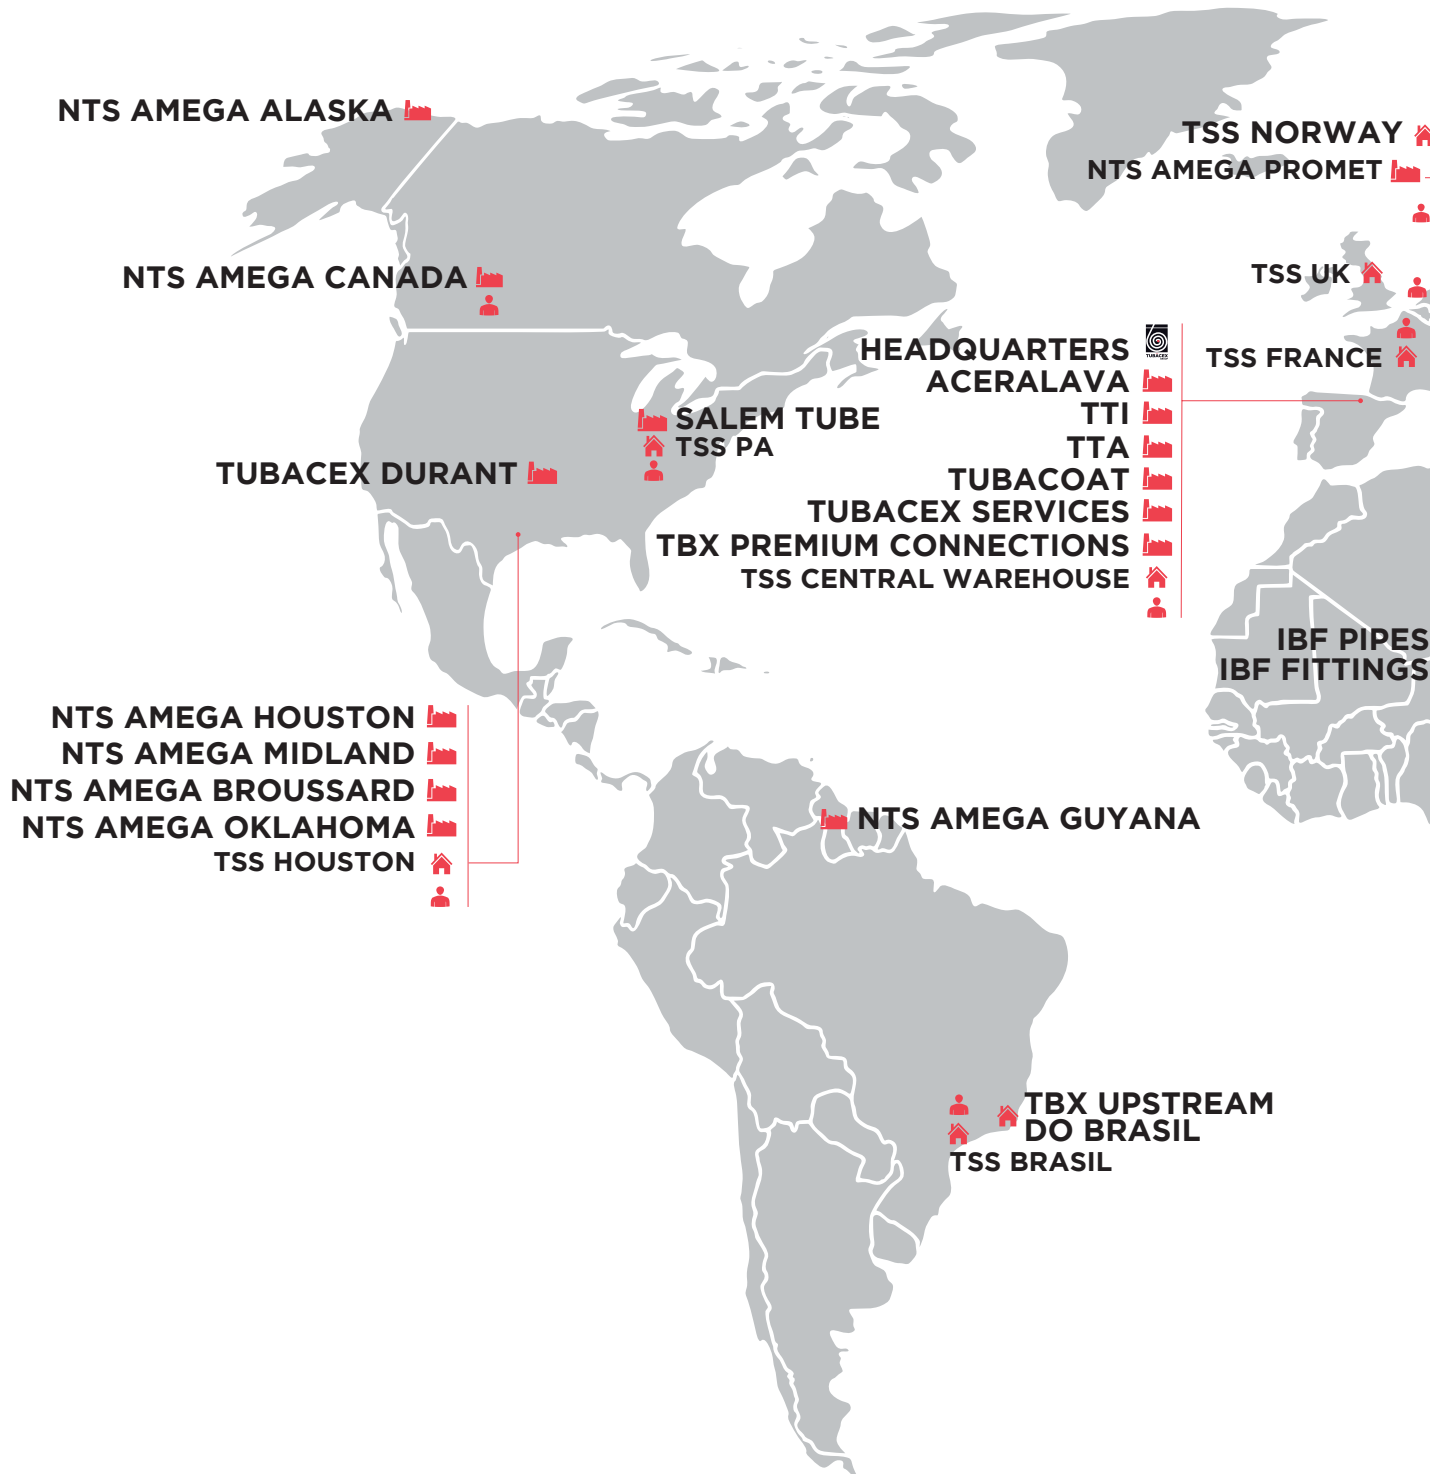 NTS AMEGA ALASKA
TSS NORWAY
NTS AMEGA PROMET
NTS AMEGA CANADA
TSS UK
HEADQUARTERS
TUBACEX
ACERALAVA
TTI
TTA
TUBACOAT
TUBACEX SERVICES
TBX PREMIUM CONNECTIONS
TSS CENTRAL WAREHOUSE
TSS FRANCE
SALEM TUBE
TSS PA
TUBACEX DURANT
IBF PIPES
IBF FITTINGS
NTS AMEGA HOUSTON
NTS AMEGA MIDLAND
NTS AMEGA BROUSSARD
NTS AMEGA OKLAHOMA
TSS HOUSTON
NTS AMEGA GUYANA
TBX UPSTREAM
DO BRASIL
TSS BRASIL